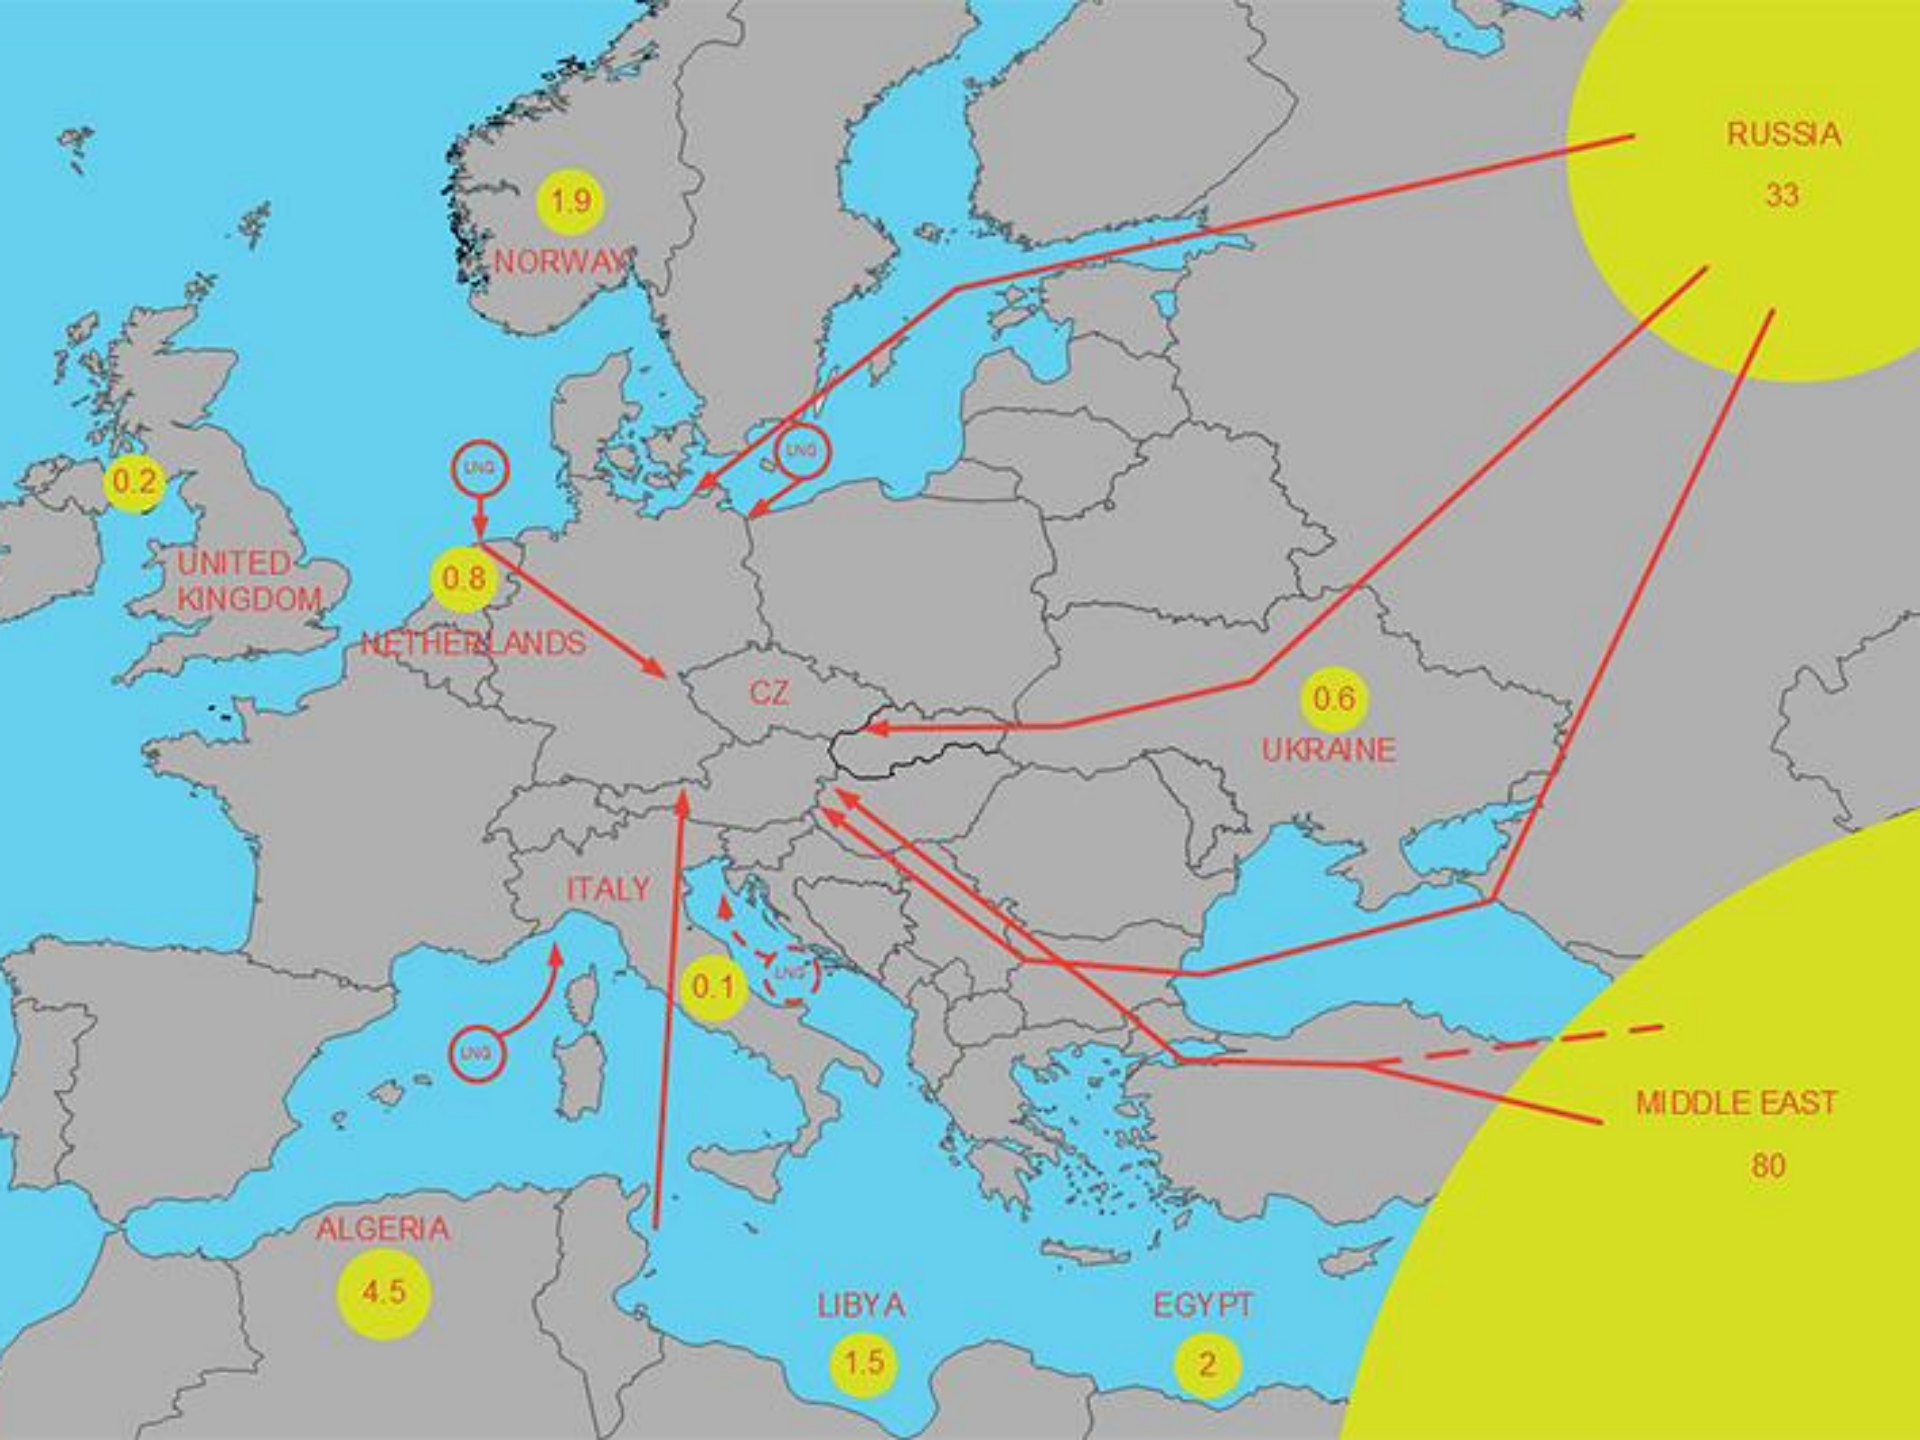 RUSSIA
33
1.9
NORWAY
LNG
LNG
0.2
UNITED
KINGDOM
0.8
NETHERLANDS
CZ
0.6
UKRAINE
ITALY
0.1
LNG
LNG
MIDDLE EAST
80
ALGERIA
4.5
LIBYA
1.5
EGYPT
2